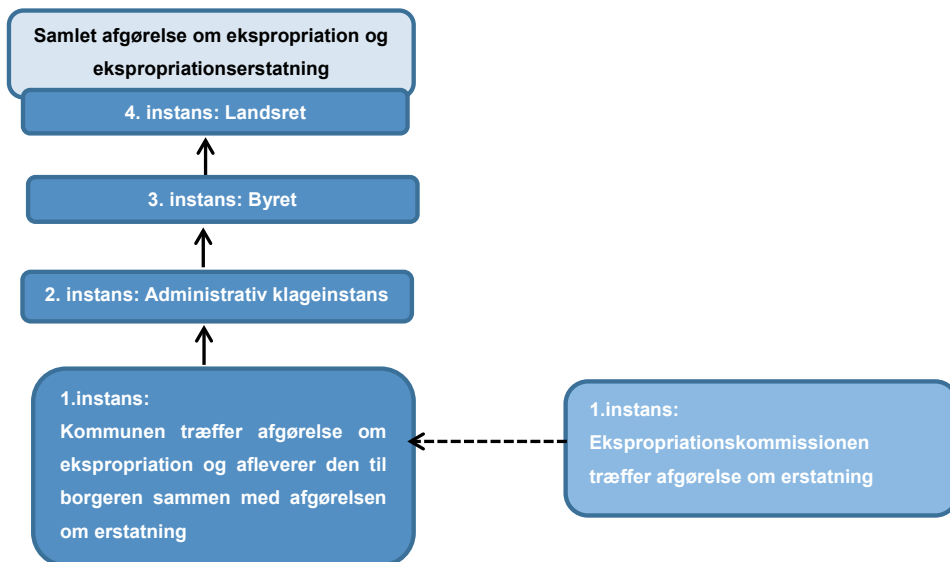 Samlet afgørelse om ekspropriation og
ekspropriationserstatning
4. instans: Landsret
3. instans: Byret
2. instans: Administrativ klageinstans
1.instans:
Kommunen træffer afgørelse om
ekspropriation og afleverer den til
borgeren sammen med afgørelsen
om erstatning
1.instans:
Ekspropriationskommissionen
træffer afgørelse om erstatning